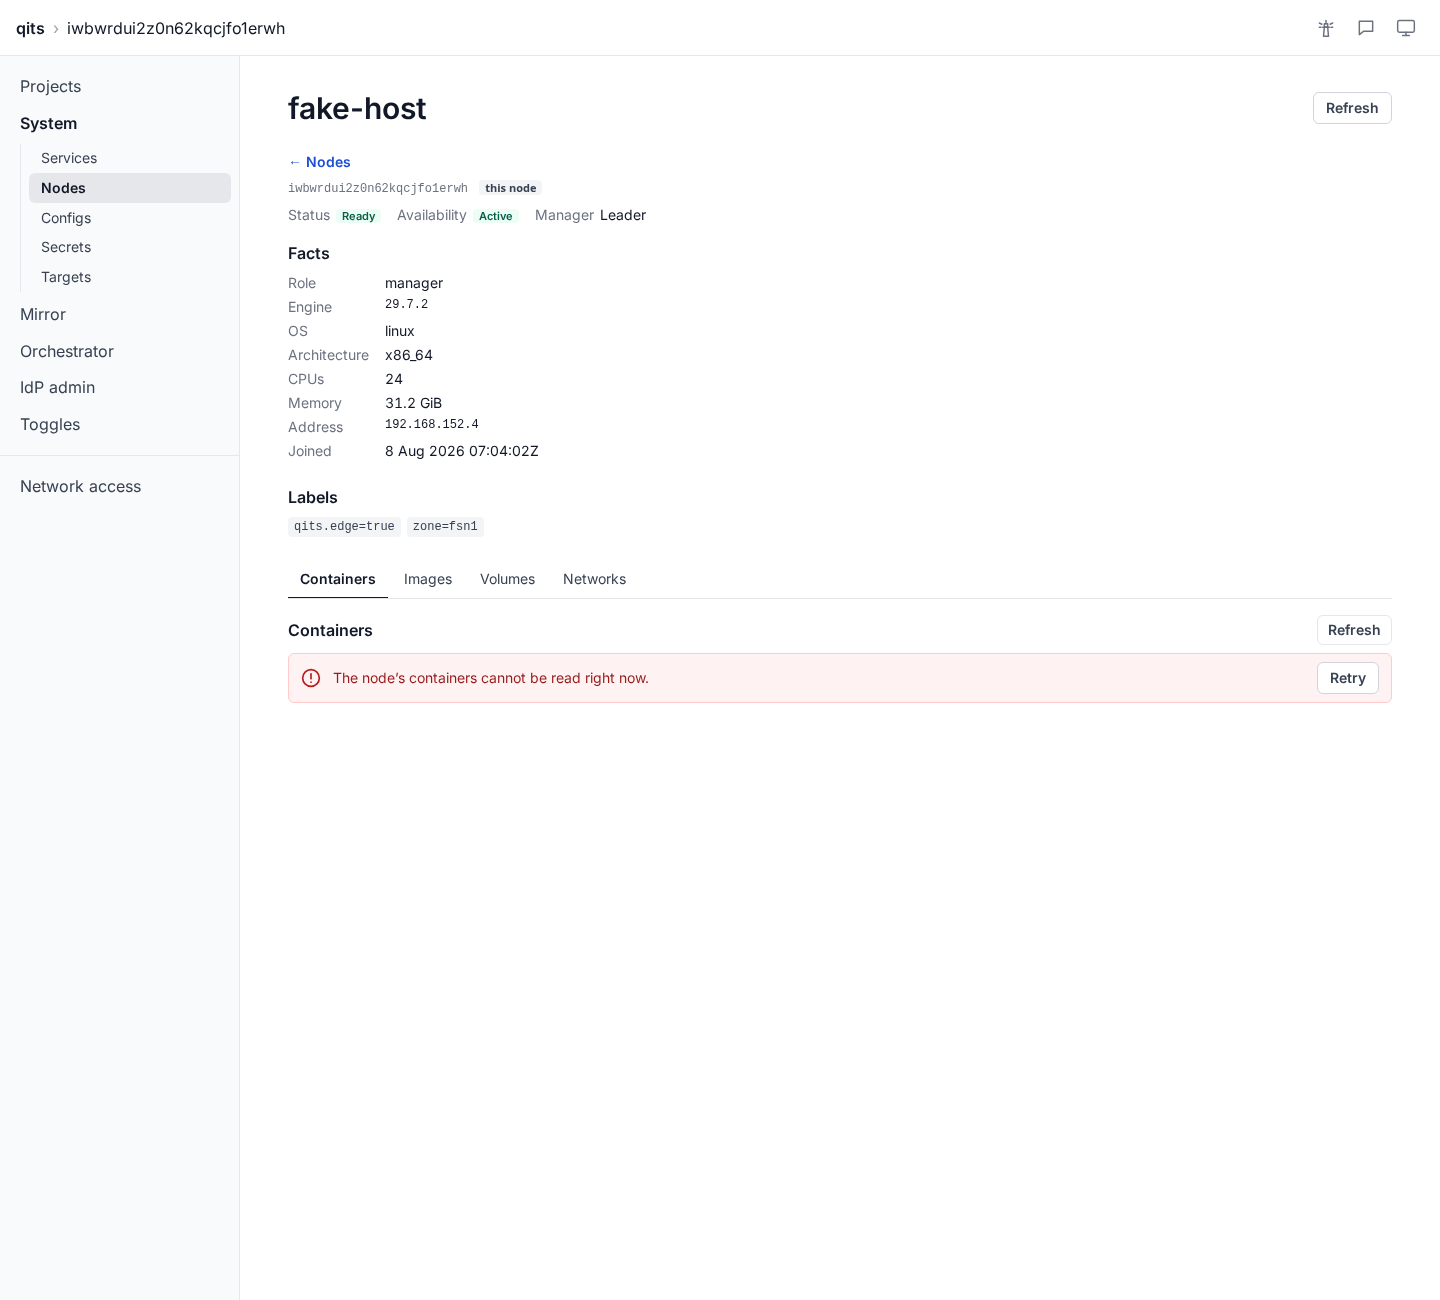 qits › iwbwrdui2z0n62kqcjfo1erwh
Projects
System
Services
Nodes
Configs
Secrets
Targets
Mirror
Orchestrator
IdP admin
Toggles
Network access
fake-host
Refresh
← Nodes
iwbwrdui2z0n62kqcjfo1erwh this node
Status Ready Availability Active Manager Leader
Facts
Role manager
Engine 29.7.2
OS linux
Architecture x86_64
CPUs 24
Memory 31.2 GiB
Address 192.168.152.4
Joined 8 Aug 2026 07:04:02Z
Labels
qits.edge=true zone=fsn1
Containers Images Volumes Networks
Containers Refresh
The node’s containers cannot be read right now. Retry